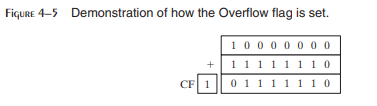 FIGURE 4–5 Demonstration of how the Overflow flag is set.
1 0 0 0 0 0 0 0
+ 1 1 1 1 1 1 1 0
CF 1 0 1 1 1 1 1 1 0